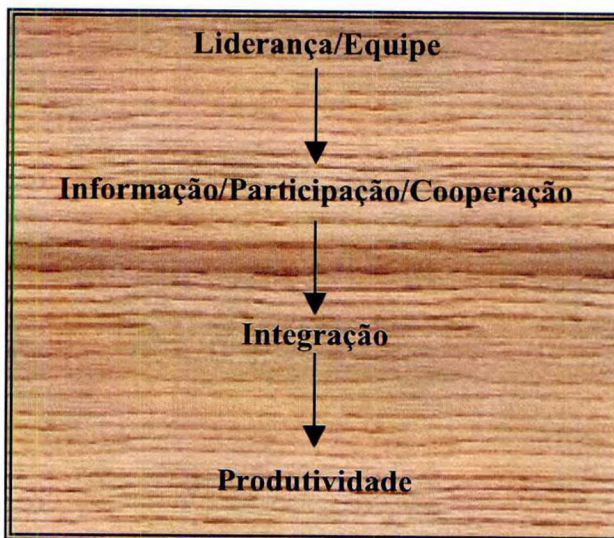 Liderança/Equipe
Informação/Participação/Cooperação
Integração
Produtividade